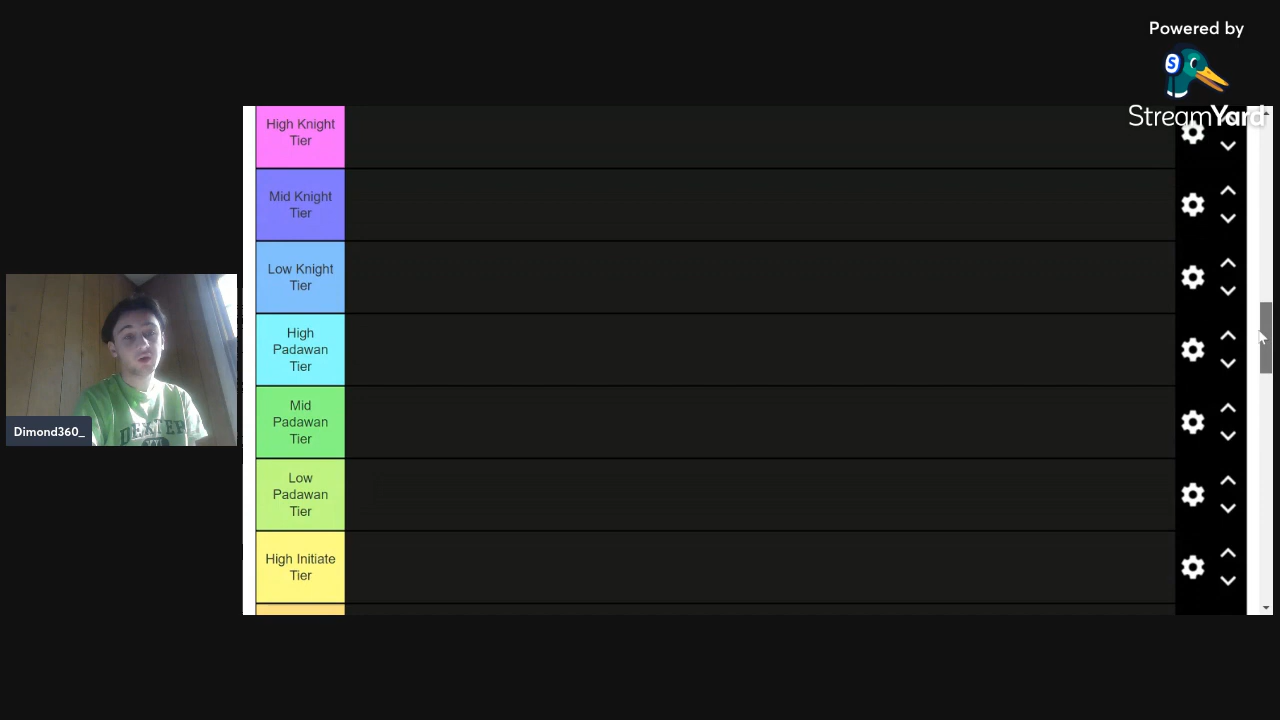 Powered by
StreamYard
High Knight
Tier
Mid Knight
Tier
Low Knight
Tier
High
Padawan
Tier
Mid
Padawan
Tier
Low
Padawan
Tier
High Initiate
Tier
Dimond360_
DEXTER